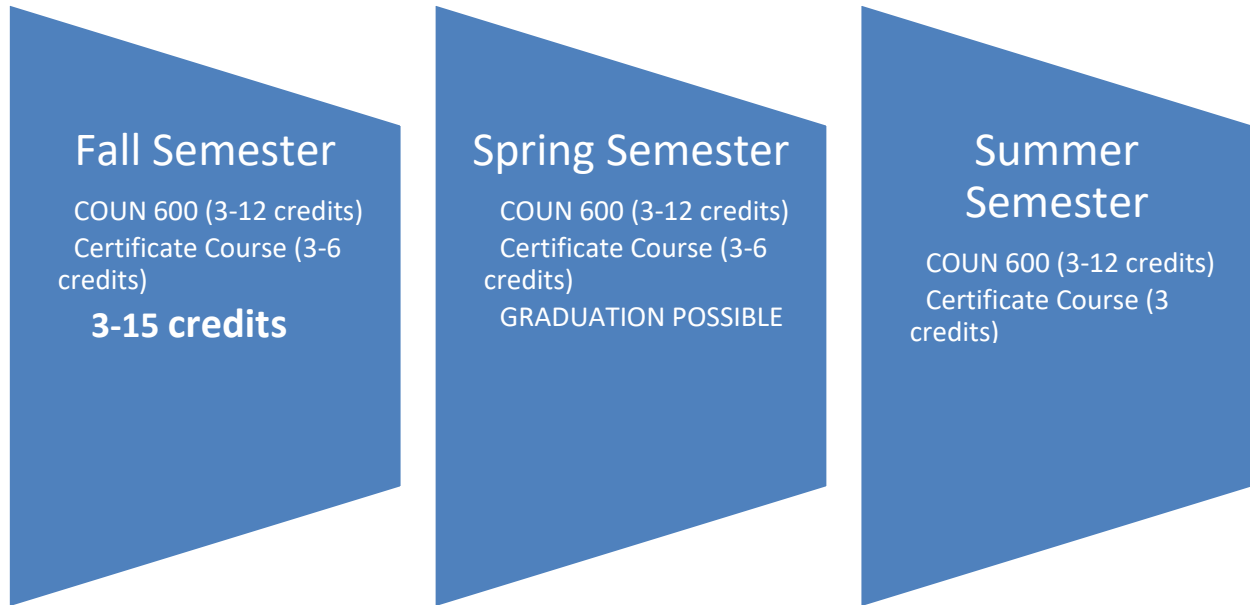 Fall Semester
COUN 600 (3-12 credits)
Certificate Course (3-6
credits)
3-15 credits
Spring Semester
COUN 600 (3-12 credits)
Certificate Course (3-6
credits)
GRADUATION POSSIBLE
Summer
Semester
COUN 600 (3-12 credits)
Certificate Course (3
credits)